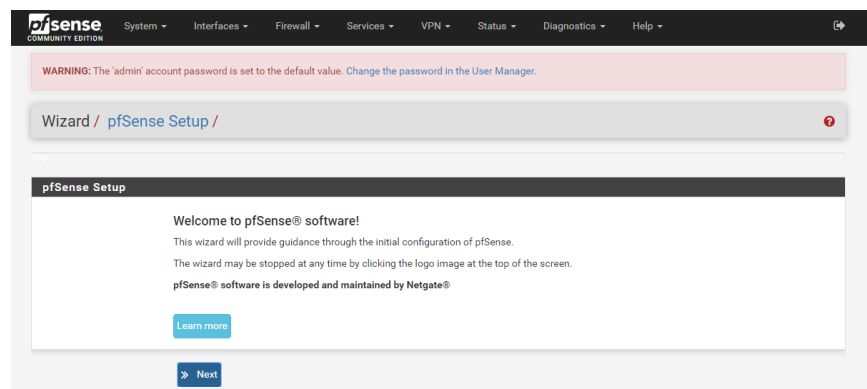 pfsense System Interfaces Firewall Services VPN Status Diagnostics Help
COMMUNITY EDITION
WARNING: The 'admin' account password is set to the default value. Change the password in the User Manager.
Wizard / pfSense Setup /
pfSense Setup
Welcome to pfSense® software!
This wizard will provide guidance through the initial configuration of pfSense.
The wizard may be stopped at any time by clicking the logo image at the top of the screen.
pfSense® software is developed and maintained by Netgate®
Learn more
Next